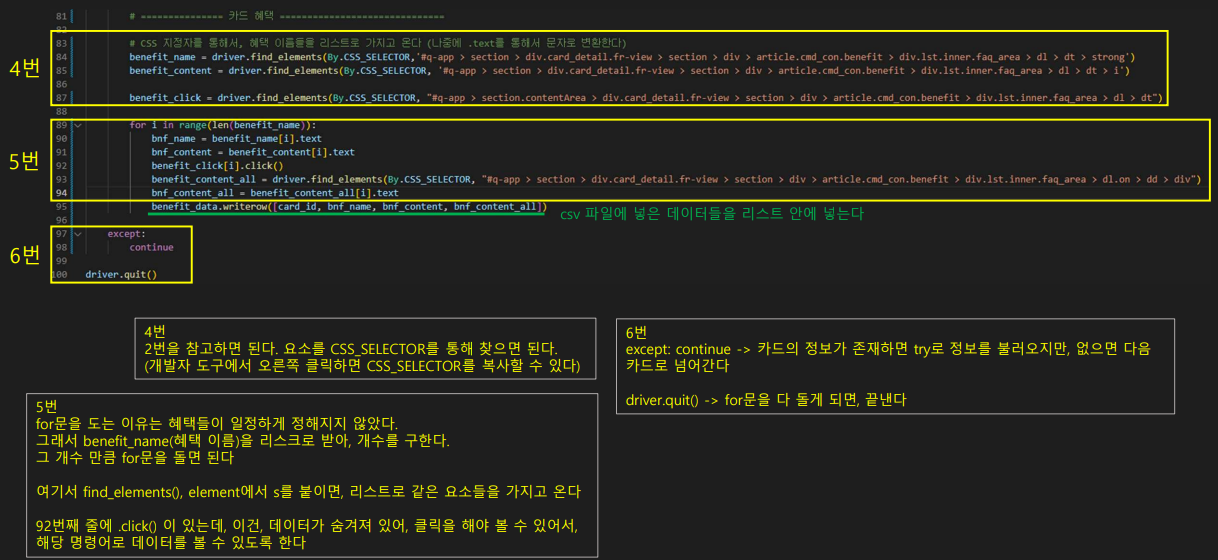 81 # =============== 카드 혜택 ==============================
82
83 # CSS 지정자를 통해서, 혜택 이름들을 리스트로 가지고 온다 (나중에 .text를 통해서 문자로 변환한다)
4번
84 benefit_name = driver.find_elements(By.CSS_SELECTOR,'#q-app > section > div.card_detail.fr-view > section > div > article.cmd_con.benefit > div.lst.inner.faq_area > dl > dt > strong')
85 benefit_content = driver.find_elements(By.CSS_SELECTOR, '#q-app > section > div.card_detail.fr-view > section > div > article.cmd_con.benefit > div.lst.inner.faq_area > dl > dt > i')
86
87 benefit_click = driver.find_elements(By.CSS_SELECTOR, "#q-app > section.contentArea > div.card_detail.fr-view > section > div > article.cmd_con.benefit > div.lst.inner.faq_area > dl > dt")
88
89 for i in range(len(benefit_name)):
90 bnf_name = benefit_name[i].text
91 bnf_content = benefit_content[i].text
5번
92 benefit_click[i].click()
93 benefit_content_all = driver.find_elements(By.CSS_SELECTOR, "#q-app > section > div.card_detail.fr-view > section > div > article.cmd_con.benefit > div.lst.inner.faq_area > dl.on > dd > div")
94 bnf_content_all = benefit_content_all[i].text
95 benefit_data.writerow([card_id, bnf_name, bnf_content, bnf_content_all])
csv 파일에 넣은 데이터들을 리스트 안에 넣는다
96
97 except:
98 continue
6번
99
100 driver.quit()
4번
2번을 참고하면 된다. 요소를 CSS_SELECTOR를 통해 찾으면 된다.
(개발자 도구에서 오른쪽 클릭하면 CSS_SELECTOR를 복사할 수 있다)
6번
except: continue -> 카드의 정보가 존재하면 try로 정보를 불러오지만, 없으면 다음
카드로 넘어간다
driver.quit() -> for문을 다 돌게 되면, 끝낸다
5번
for문을 도는 이유는 혜택들이 일정하게 정해지지 않았다.
그래서 benefit_name(혜택 이름)을 리스크로 받아, 개수를 구한다.
그 개수 만큼 for문을 돌면 된다
여기서 find_elements(), element에서 s를 붙이면, 리스트로 같은 요소들을 가지고 온다
92번째 줄에 .click() 이 있는데, 이건, 데이터가 숨겨져 있어, 클릭을 해야 볼 수 있어서,
해당 명령어로 데이터를 볼 수 있도록 한다